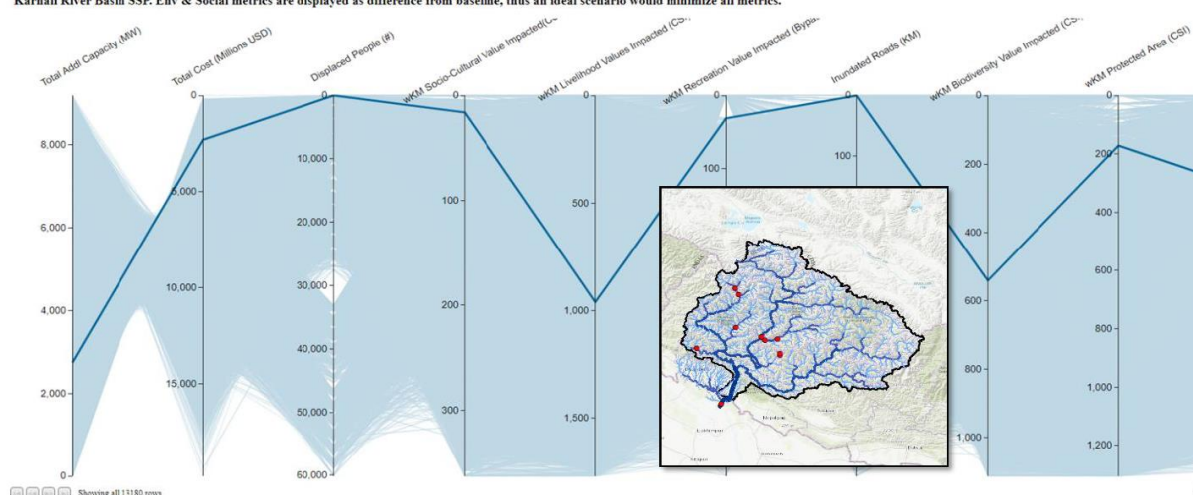 Karnali River Basin SSP. Env & Social metrics are displayed as difference from baseline, thus an ideal scenario would minimize all metrics.
Total Addl Capacity (MW)
Total Cost (Millions USD)
Displaced People (#)
wKM Socio-Cultural Value Impacted(CS
wKM Livelihood Values Impacted (CSI
wKM Recreation Value Impacted (Bypa
Inundated Roads (KM)
wKM Biodiversity Value Impacted (CSI
wKM Protected Area (CSI)
0 0 0 0 0 0 0 0
8,000
6,000
4,000
2,000
0
5,000
10,000
15,000
10,000
20,000
30,000
40,000
50,000
60,000
100
200
300
500
1,000
1,500
100
100
200
400
600
800
1,000
200
400
600
800
1,000
1,200
Showing all 13180 rows